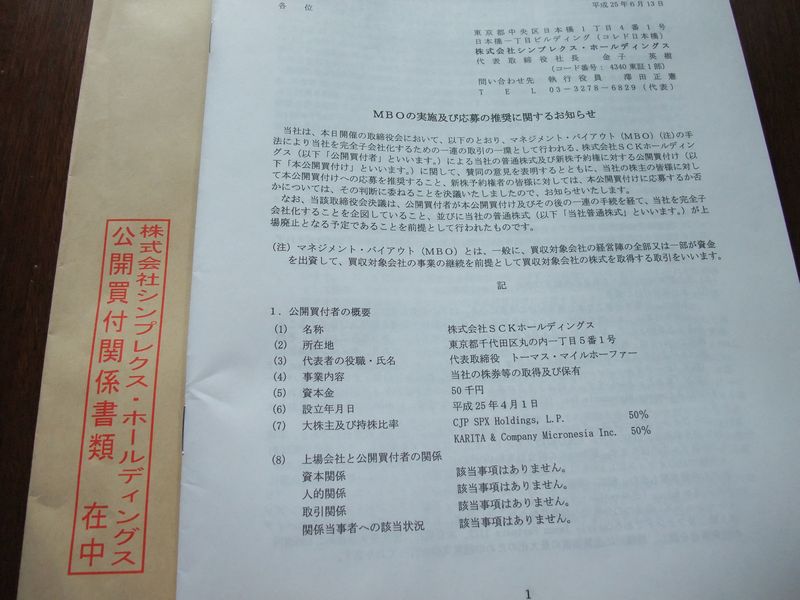 各 位
平成25年6月13日
東京都中央区日本橋1丁目4番1号
日本橋一丁目ビルディング(コレド日本橋)
株式会社シンプレクス・ホールディングス
代表取締役社長 金子 英樹
(コード番号: 4340 東証1部)
問い合わせ先 執行役員 澤田正憲
TEL 03-3278-6829(代表)
MBOの実施及び応募の推奨に関するお知らせ
当社は、本日開催の取締役会において、以下のとおり、マネジメント・バイアウト(MBO)(注)の手
法により当社を完全子会社化するための一連の取引の一環として行われる、株式会社SCKホールディン
グス(以下「公開買付者」といいます。)による当社の普通株式及び新株予約権に対する公開買付け(以
下「本公開買付け」といいます。)に関して、賛同の意見を表明するとともに、当社の株主の皆様に対し
て本公開買付けへの応募を推奨すること、新株予約権者の皆様に対しては、本公開買付けに応募するか否
かについては、その判断に委ねることを決議いたしましたので、お知らせいたします。
なお、当該取締役会決議は、公開買付者が本公開買付け及びその後の一連の手続を経て、当社を完全子
会社化することを企図していること、並びに当社の普通株式(以下「当社普通株式」といいます。)が上
場廃止となる予定であることを前提として行われたものです。
(注) マネジメント・バイアウト(MBO)とは、一般に、買収対象会社の経営陣の全部又は一部が資金
を出資して、買収対象会社の事業の継続を前提として買収対象会社の株式を取得する取引をいいます。
記
1.公開買付者の概要
(1) 名称 株式会社SCKホールディングス
(2) 所在地 東京都千代田区丸の内一丁目5番1号
(3) 代表者の役職・氏名 代表取締役 トーマス・マイルホーファー
(4) 事業内容 当社の株券等の取得及び保有
(5) 資本金 50千円
(6) 設立年月日 平成25年4月1日
(7) 大株主及び持株比率 CJP SPX Holdings, L.P. 50%
KARITA & Company Micronesia Inc. 50%
(8) 上場会社と公開買付者の関係
資本関係 該当事項はありません。
人的関係 該当事項はありません。
取引関係 該当事項はありません。
関係当事者への該当状況 該当事項はありません。
1
株式会社シンプレクス・ホールディングス
公開買付関係書類 在中